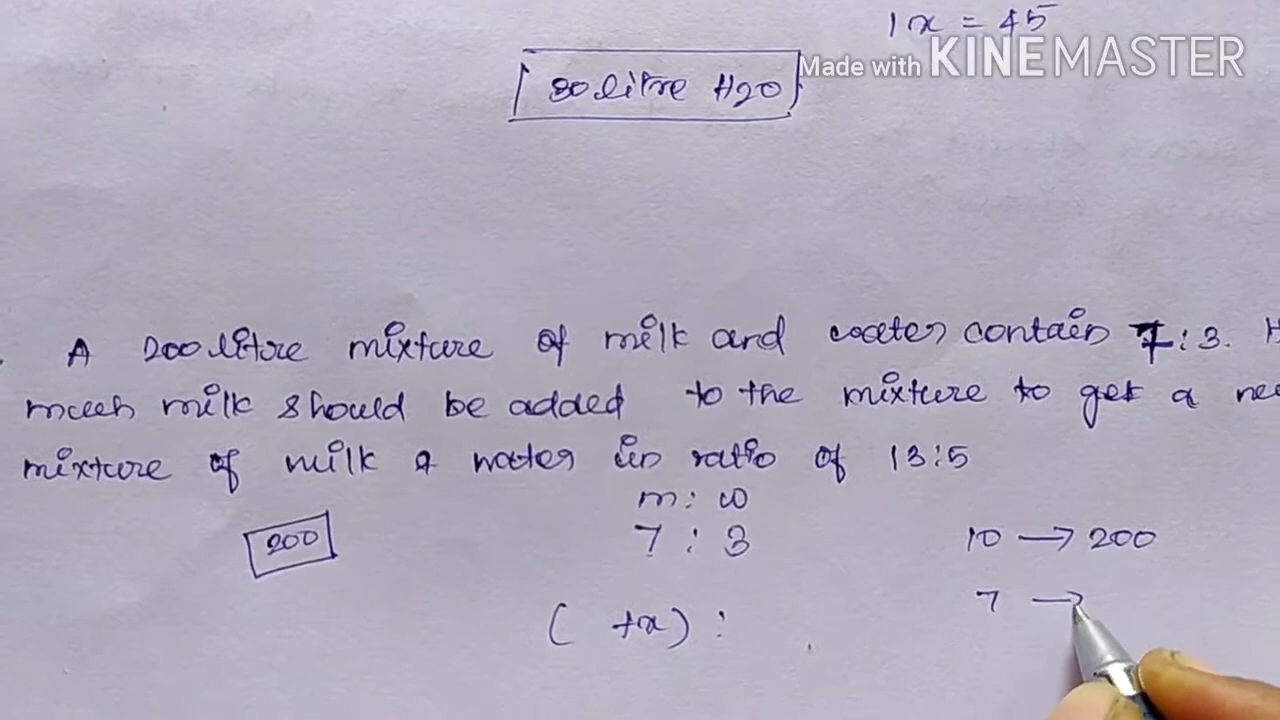 1x = 45
Made with KINEMASTER
30 litre H2O
A 200 litre mixture of milk and water contain 7:3. H
much milk should be added to the mixture to get a ne
mixture of milk & water in ratio of 13:5
m : w
200
7 : 3
10 → 200
7 →
( +x) :